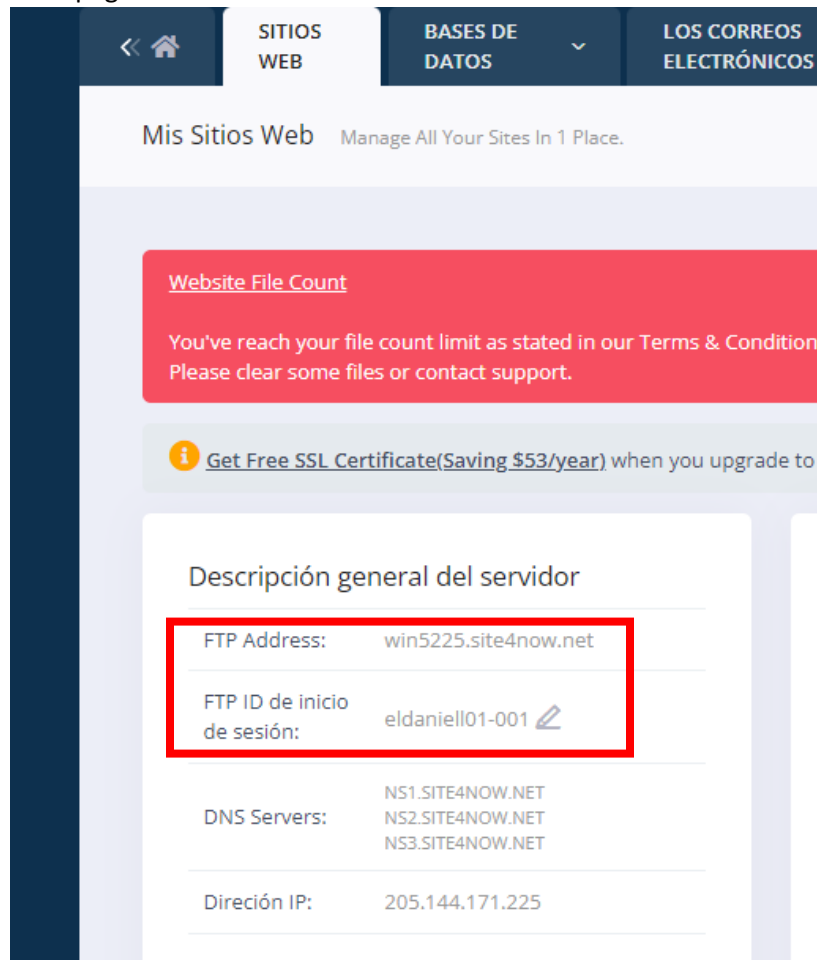 SITIOS WEB
BASES DE DATOS
LOS CORREOS ELECTRÓNICOS
Mis Sitios Web Manage All Your Sites In 1 Place.
Website File Count
You've reach your file count limit as stated in our Terms & Condition
Please clear some files or contact support.
Get Free SSL Certificate(Saving $53/year) when you upgrade to
Descripción general del servidor
FTP Address: win5225.site4now.net
FTP ID de inicio de sesión: eldaniell01-001
DNS Servers: NS1.SITE4NOW.NET
NS2.SITE4NOW.NET
NS3.SITE4NOW.NET
Direción IP: 205.144.171.225